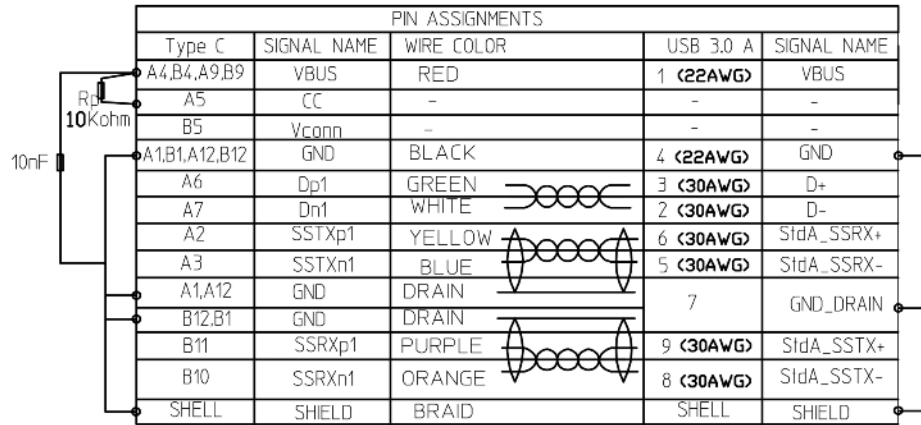 PIN ASSIGNMENTS
Type C SIGNAL NAME WIRE COLOR USB 3.0 A SIGNAL NAME
A4,B4,A9,B9 VBUS RED 1 (22AWG) VBUS
Rp A5 CC - - -
10Kohm
B5 Vconn - - -
10nF A1,B1,A12,B12 GND BLACK 4 (22AWG) GND
A6 Dp1 GREEN 3 (30AWG) D+
A7 Dn1 WHITE 2 (30AWG) D-
A2 SSTXp1 YELLOW 6 (30AWG) StdA_SSRX+
A3 SSTXn1 BLUE 5 (30AWG) StdA_SSRX-
A1,A12 GND DRAIN 7 GND_DRAIN
B12,B1 GND DRAIN
B11 SSRXp1 PURPLE 9 (30AWG) StdA_SSTX+
B10 SSRXn1 ORANGE 8 (30AWG) StdA_SSTX-
SHELL SHIELD BRAID SHELL SHIELD